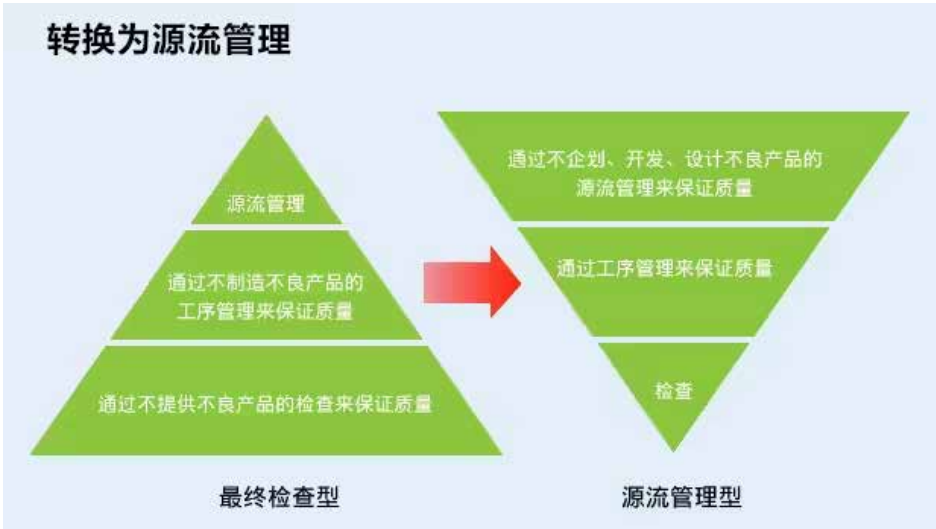 转换为源流管理
源流管理
通过不制造不良产品的
工序管理来保证质量
通过不提供不良产品的检查来保证质量
最终检查型
通过不企划、开发、设计不良产品的
源流管理来保证质量
通过工序管理来保证质量
检查
源流管理型